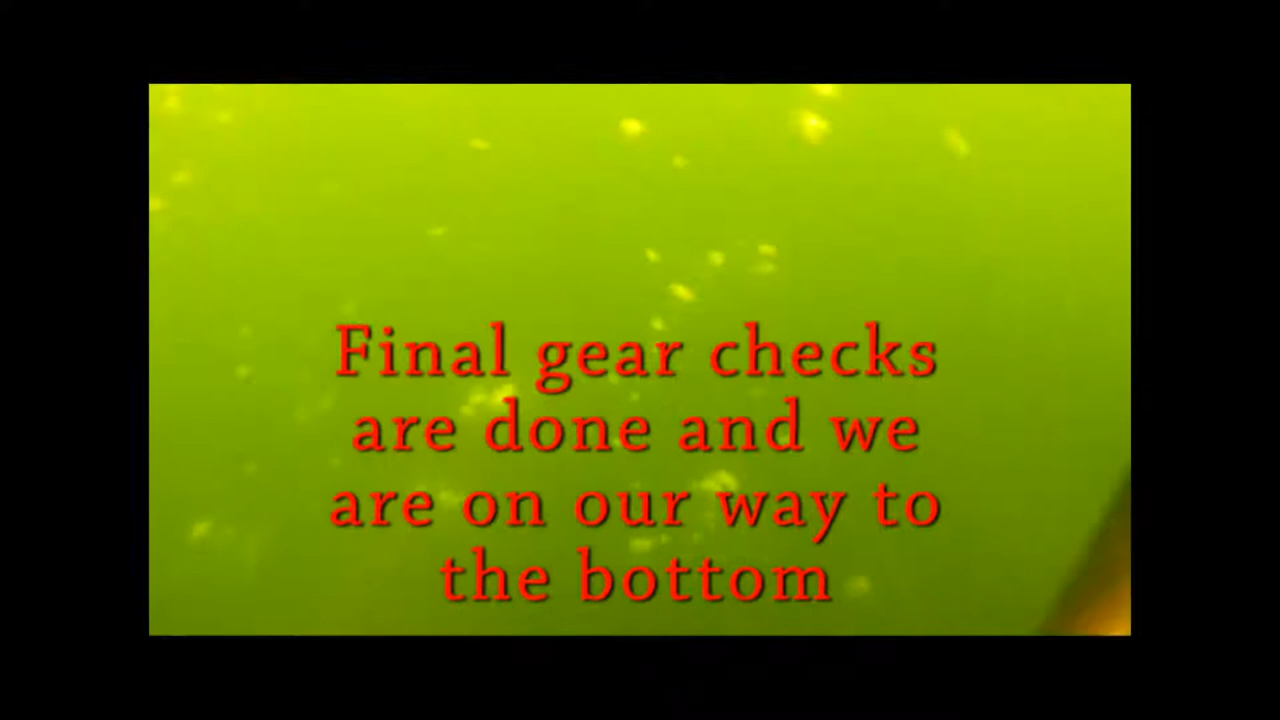 Final gear checks
are done and we
are on our way to
the bottom